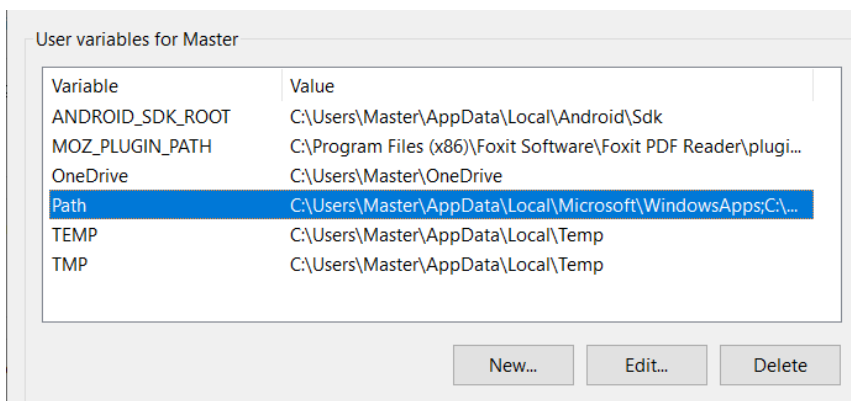 User variables for Master
Variable Value
ANDROID_SDK_ROOT C:\Users\Master\AppData\Local\Android\Sdk
MOZ_PLUGIN_PATH C:\Program Files (x86)\Foxit Software\Foxit PDF Reader\plugi...
OneDrive C:\Users\Master\OneDrive
Path C:\Users\Master\AppData\Local\Microsoft\WindowsApps;C:\...
TEMP C:\Users\Master\AppData\Local\Temp
TMP C:\Users\Master\AppData\Local\Temp
New... Edit... Delete